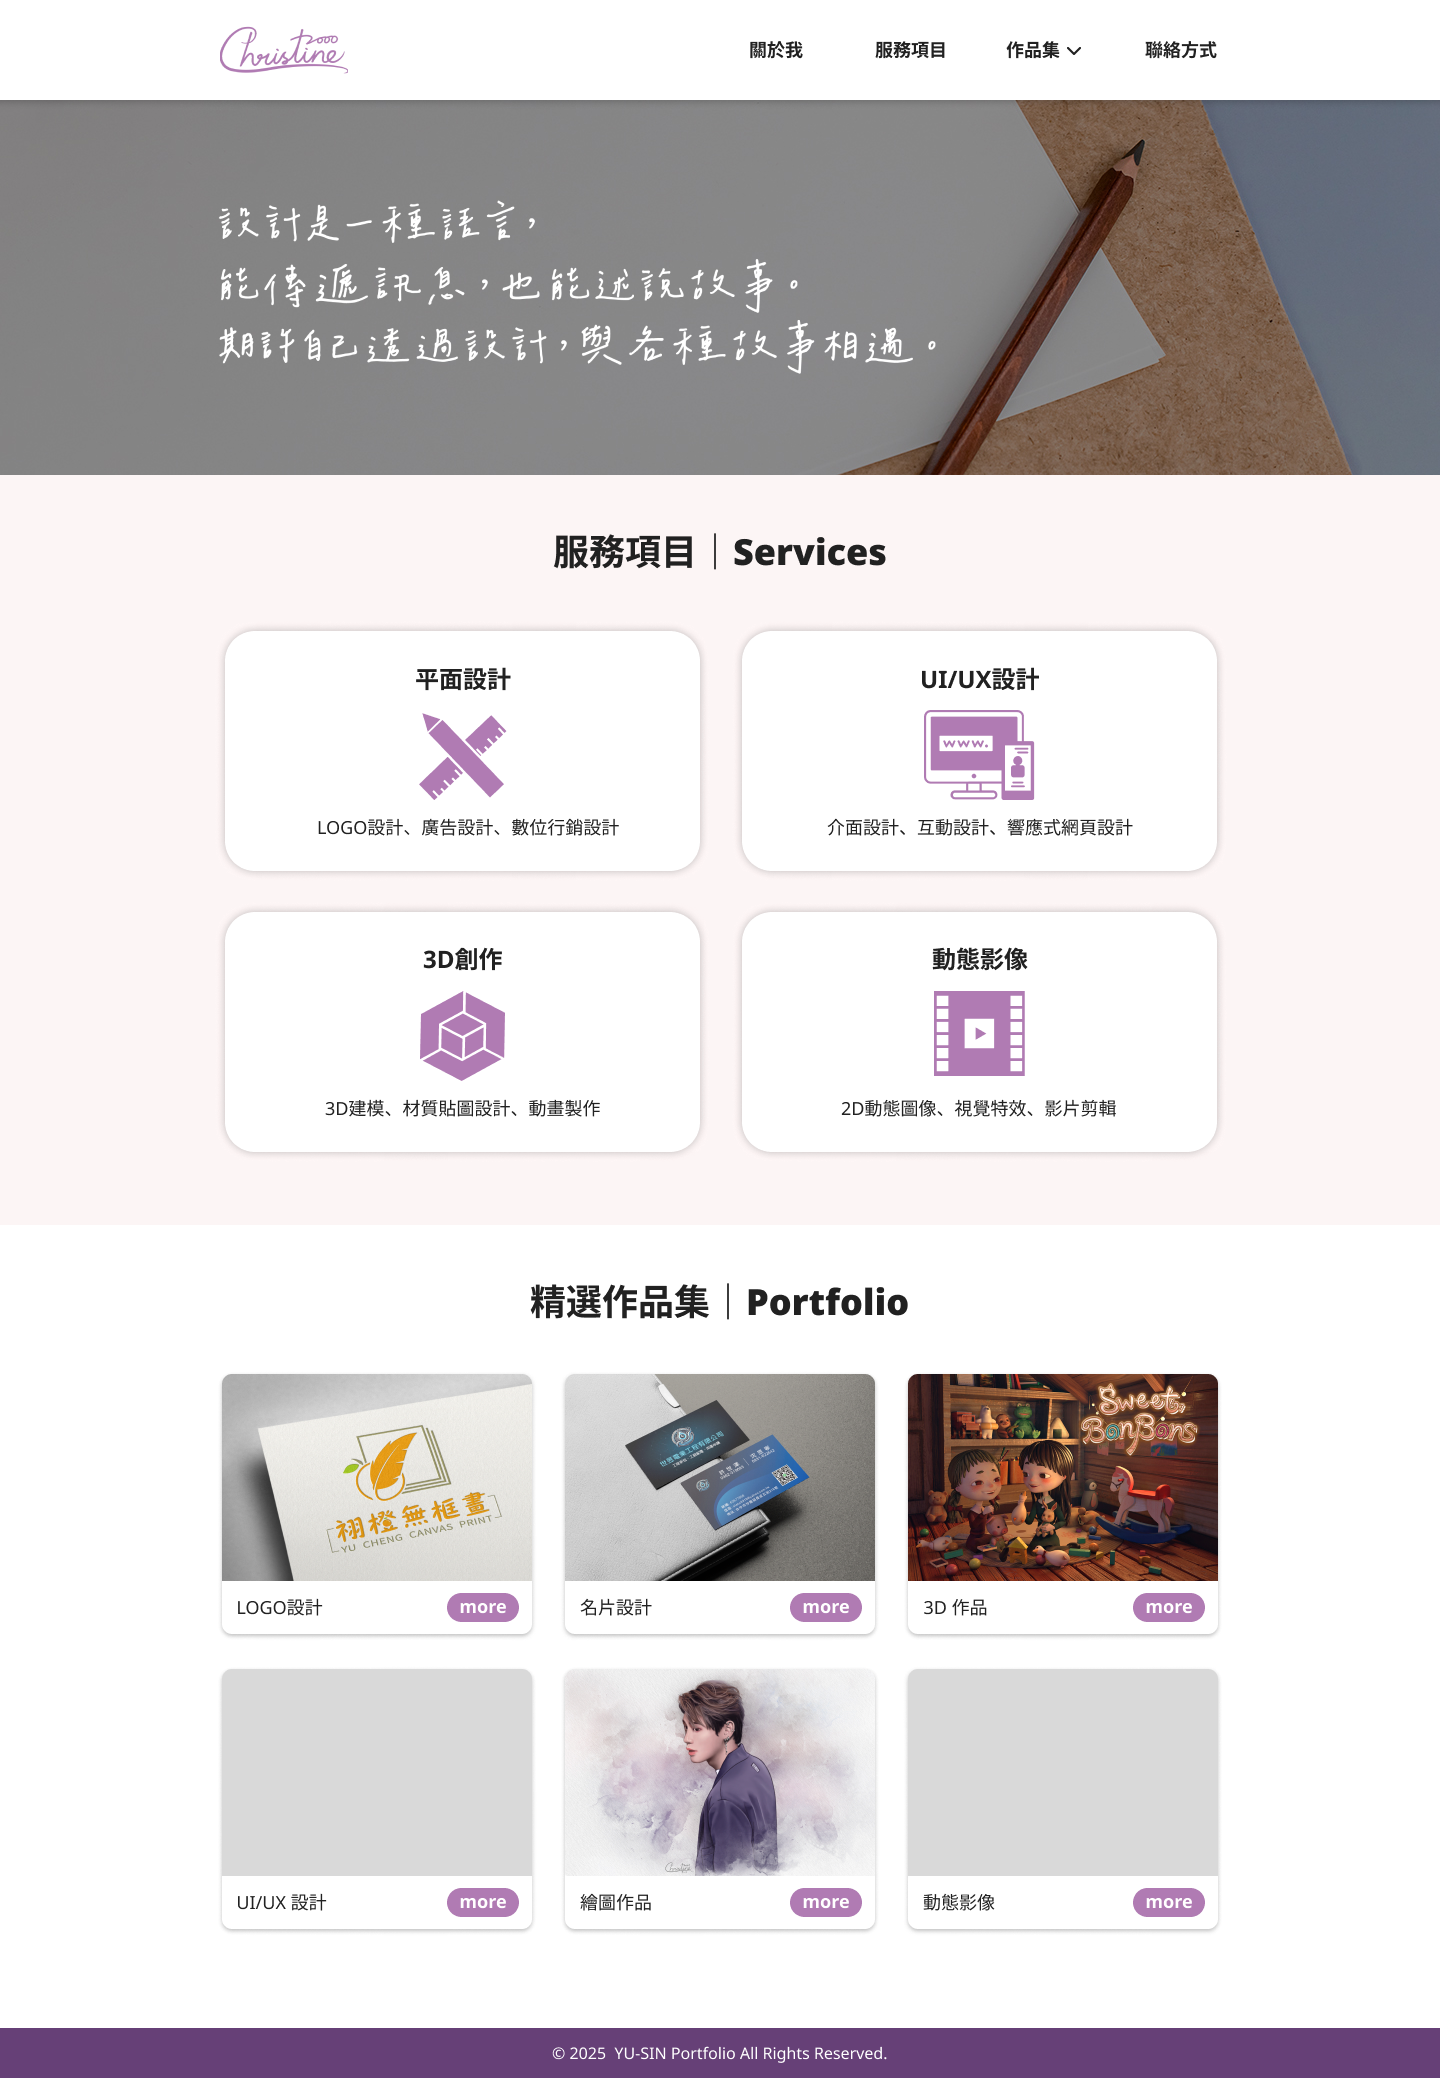 Christine
關於我
服務項目
作品集
聯絡方式
設計是一種語言，
能傳遞訊息，也能述說故事。
期許自己透過設計，與各種故事相遇。
服務項目｜Services
平面設計
LOGO設計、廣告設計、數位行銷設計
UI/UX設計
www.
介面設計、互動設計、響應式網頁設計
3D創作
3D建模、材質貼圖設計、動畫製作
動態影像
2D動態圖像、視覺特效、影片剪輯
精選作品集｜Portfolio
栩橙無框畫
YU CHENG CANVAS PRINT
LOGO設計
more
名片設計
more
Sweet
BonBons
3D 作品
more
UI/UX 設計
more
繪圖作品
more
動態影像
more
© 2025 YU-SIN Portfolio All Rights Reserved.